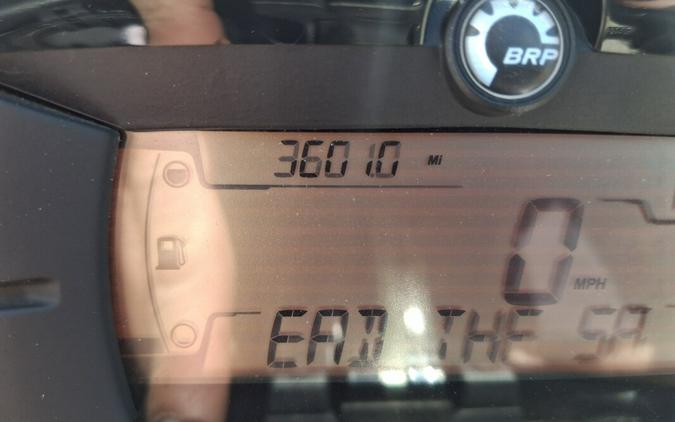 BRP
3601.0 Mi
0 MPH
EAD THE SA